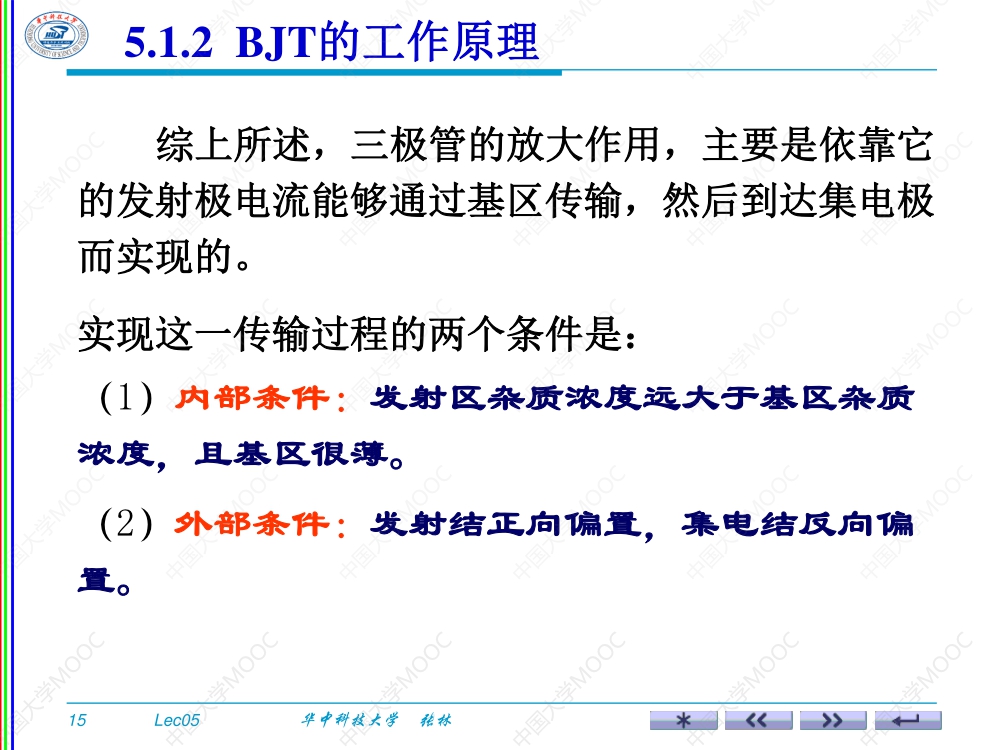 5.1.2 BJT的工作原理
综上所述，三极管的放大作用，主要是依靠它
的发射极电流能够通过基区传输，然后到达集电极
而实现的。
实现这一传输过程的两个条件是：
（1）内部条件：发射区杂质浓度远大于基区杂质
浓度，且基区很薄。
（2）外部条件：发射结正向偏置，集电结反向偏
置。
15 Lec05 华中科技大学 张林
中国大学MOOC